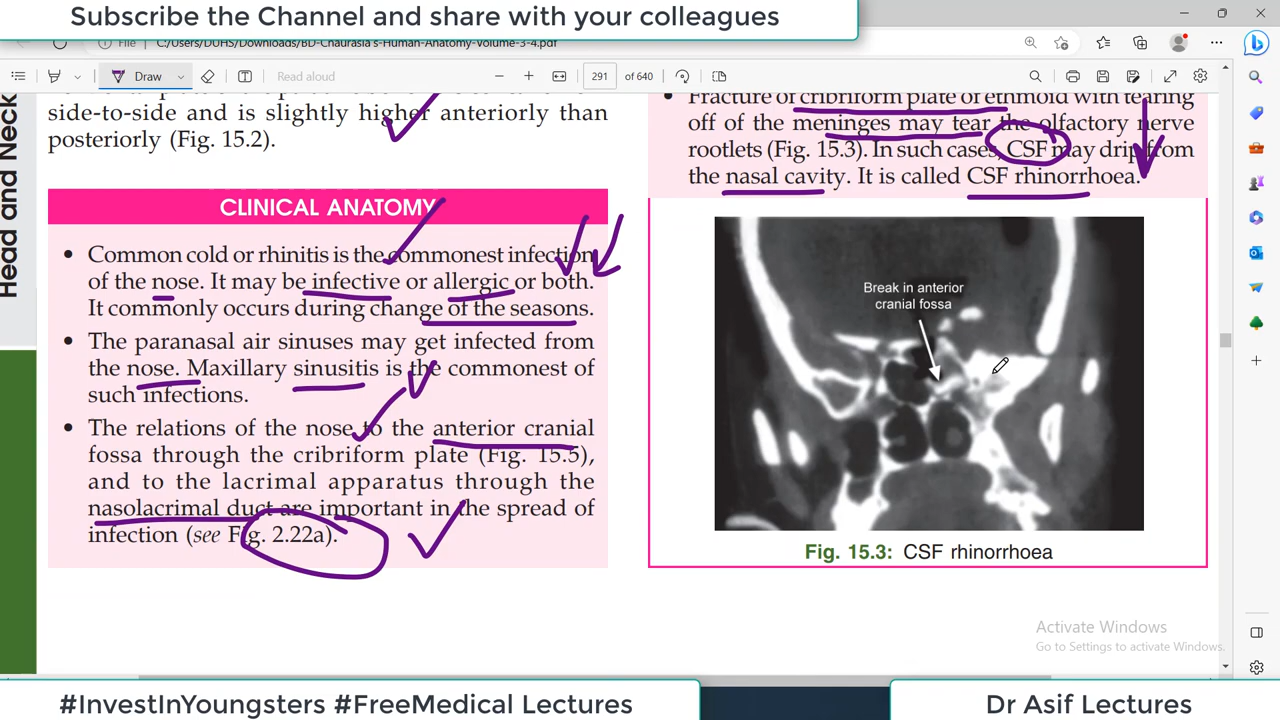 Subscribe the Channel and share with your colleagues
File
C:/Users/DUHS/Downloads/BD-Chaurasia's-Human-Anatomy-Volume-3-4.pdf
Draw
Read aloud
291 of 640
Head and Neck
side-to-side and is slightly higher anteriorly than
posteriorly (Fig. 15.2).
CLINICAL ANATOMY
• Common cold or rhinitis is the commonest infection
of the nose. It may be infective or allergic or both.
It commonly occurs during change of the seasons.
• The paranasal air sinuses may get infected from
the nose. Maxillary sinusitis is the commonest of
such infections.
• The relations of the nose to the anterior cranial
fossa through the cribriform plate (Fig. 15.5),
and to the lacrimal apparatus through the
nasolacrimal duct are important in the spread of
infection (see Fig. 2.22a).
• Fracture of cribriform plate of ethmoid with tearing
off of the meninges may tear the olfactory nerve
rootlets (Fig. 15.3). In such cases, CSF may drip from
the nasal cavity. It is called CSF rhinorrhoea.
Break in anterior
cranial fossa
Fig. 15.3: CSF rhinorrhoea
Activate Windows
Go to Settings to activate Windows.
#InvestInYoungsters #FreeMedical Lectures
Dr Asif Lectures